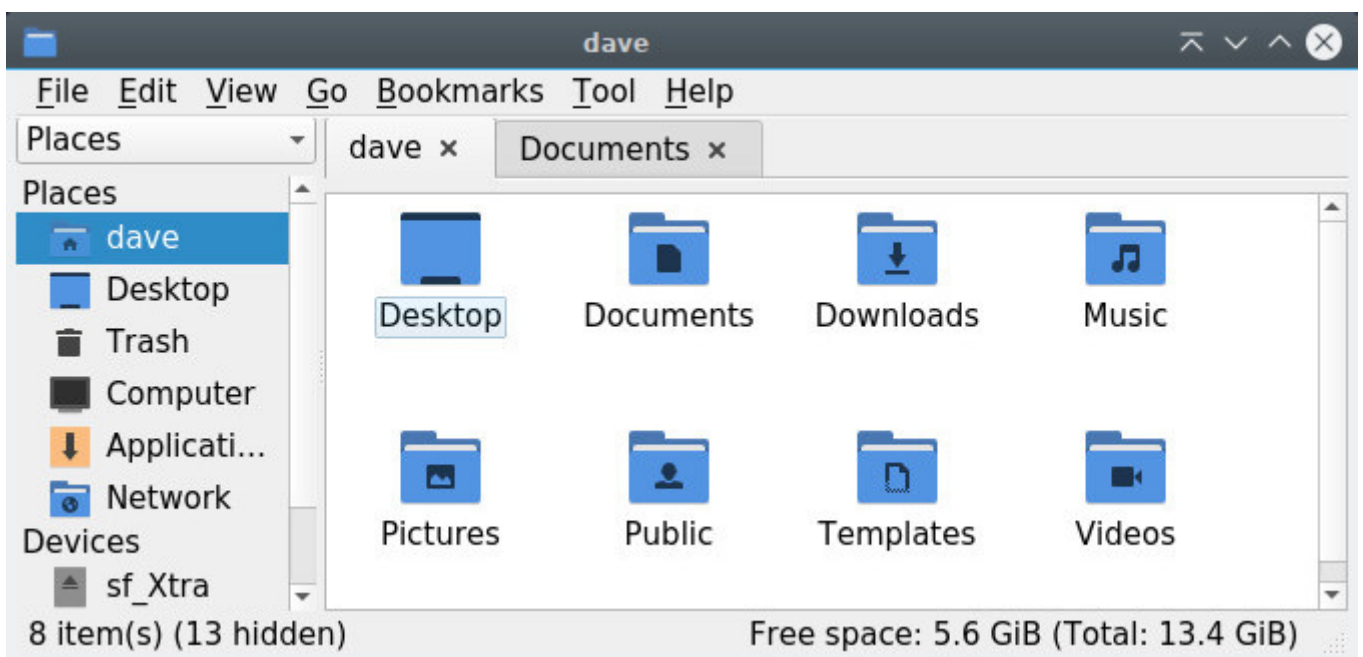 dave
File Edit View Go Bookmarks Tool Help
Places
dave × Documents ×
Places
dave
Desktop
Trash
Computer
Applicati...
Network
Devices
sf_Xtra
Desktop Documents Downloads Music
Pictures Public Templates Videos
8 item(s) (13 hidden) Free space: 5.6 GiB (Total: 13.4 GiB)